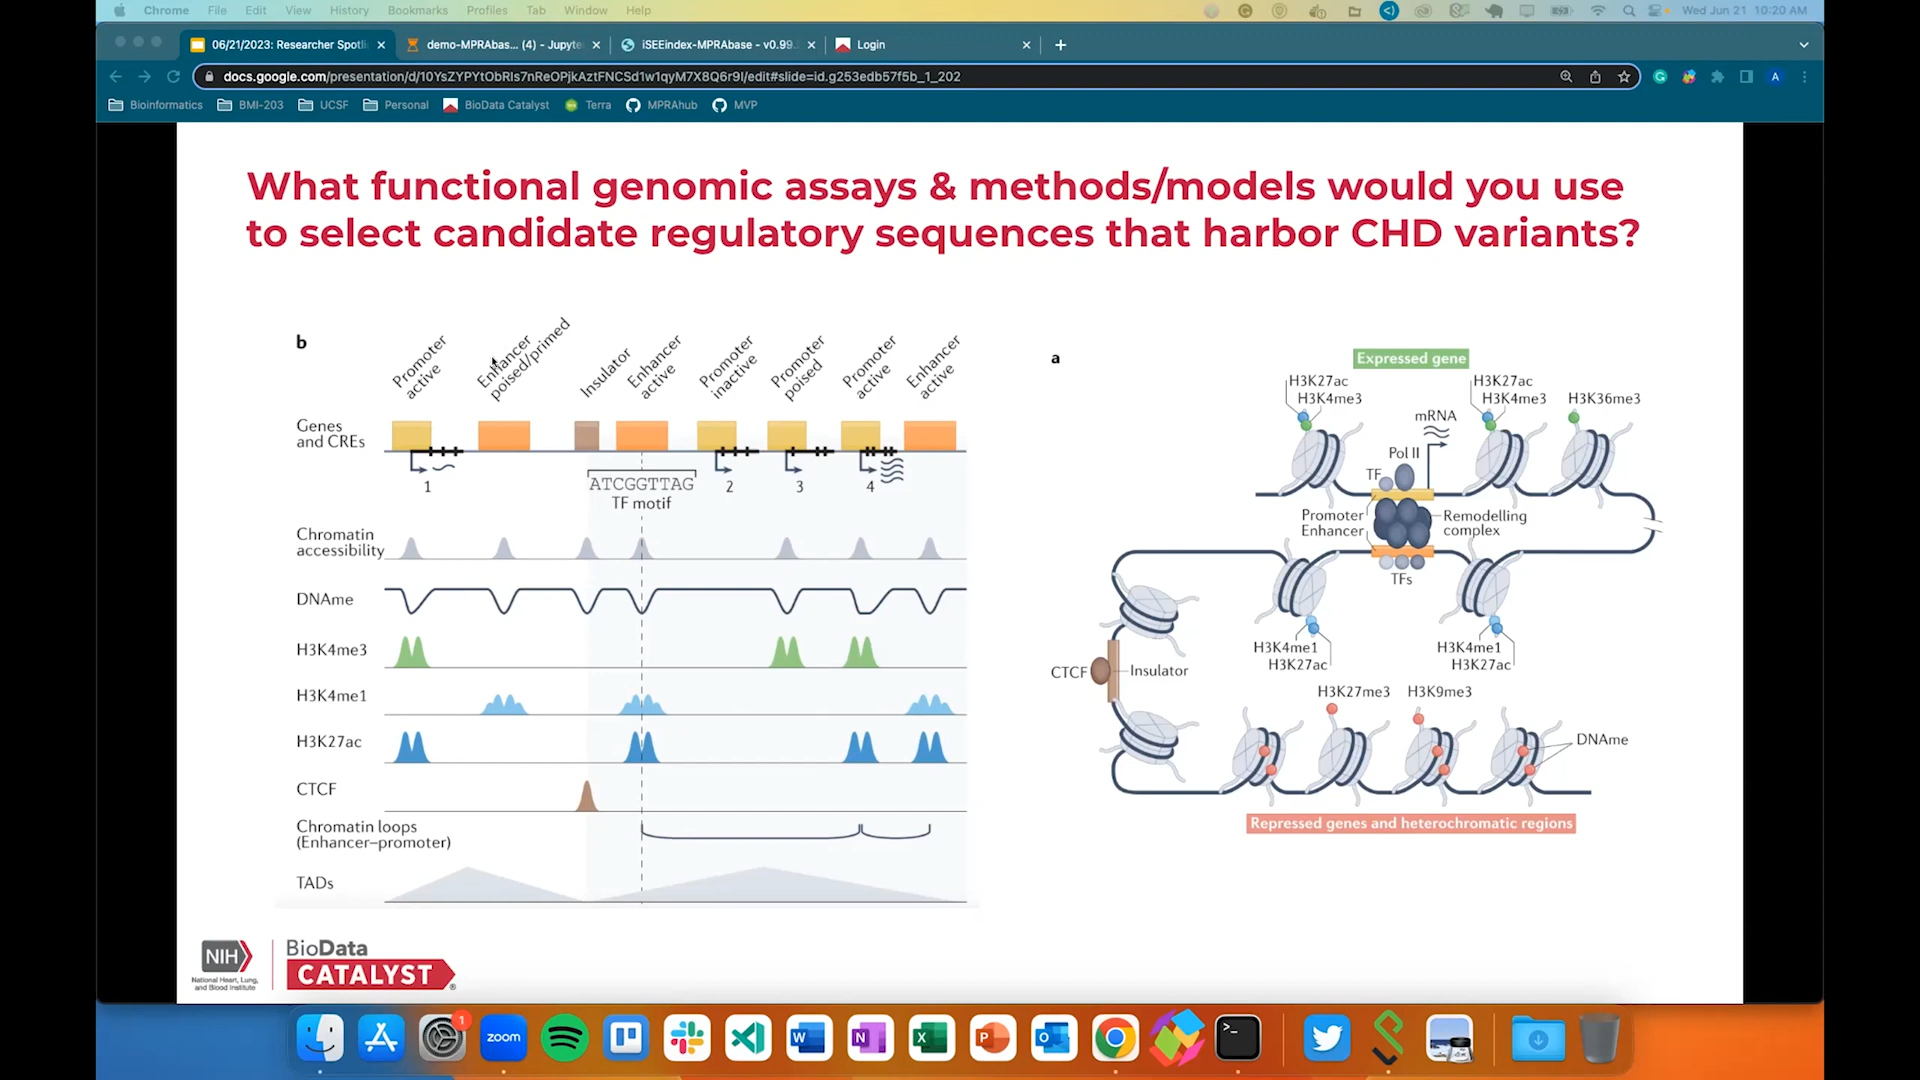 Chrome File Edit View History Bookmarks Profiles Tab Window Help
Wed Jun 21 10:20 AM
06/21/2023: Researcher Spotli
demo-MPRAbas... (4) - Jupyte
iSEEindex-MPRAbase - v0.99.
Login
docs.google.com/presentation/d/10YsZYPYtObRIs7nReOPjkAztFNCSd1w1qyM7X8Q6r9I/edit#slide=id.g253edb57f5b_1_202
A
Bioinformatics BMI-203 UCSF Personal BioData Catalyst Terra MPRAhub MVP
What functional genomic assays & methods/models would you use
to select candidate regulatory sequences that harbor CHD variants?
b
Promoter
active
Enhancer
poised/primed
Insulator
Enhancer
active
Promoter
inactive
Promoter
poised
Promoter
active
Enhancer
active
Genes
and CREs
1
2
3
4
ATCGGTTAG
TF motif
Chromatin
accessibility
DNAme
H3K4me3
H3K4me1
H3K27ac
CTCF
Chromatin loops
(Enhancer–promoter)
TADs
a
Expressed gene
H3K27ac
H3K4me3
H3K27ac
H3K4me3
H3K36me3
mRNA
Pol II
TF
Promoter
Enhancer
Remodelling
complex
TFs
H3K4me1
H3K27ac
H3K4me1
H3K27ac
CTCF
Insulator
H3K27me3
H3K9me3
DNAme
Repressed genes and heterochromatic regions
NIH
National Heart, Lung,
and Blood Institute
BioData
CATALYST
®
1
zoom
W
N
X
P
O